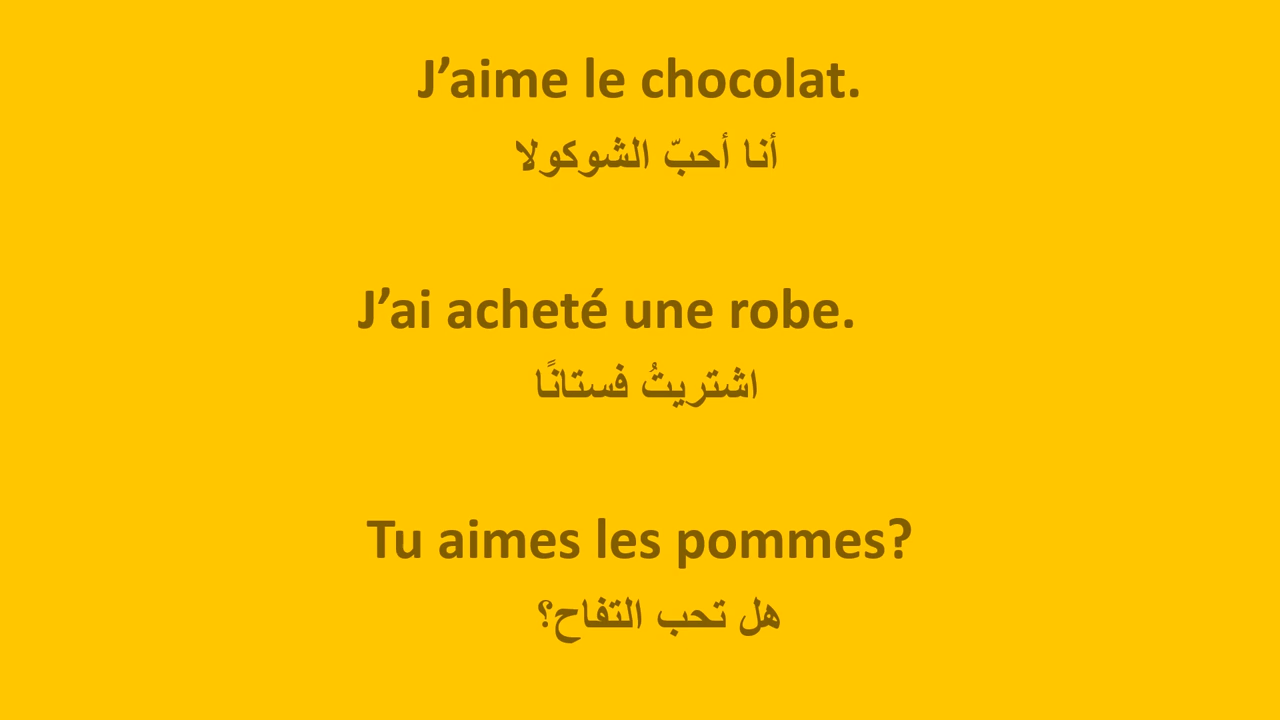 J’aime le chocolat.
أنا أحبّ الشوكولا
J’ai acheté une robe.
اشتريتُ فستانًا
Tu aimes les pommes?
هل تحب التفاح؟